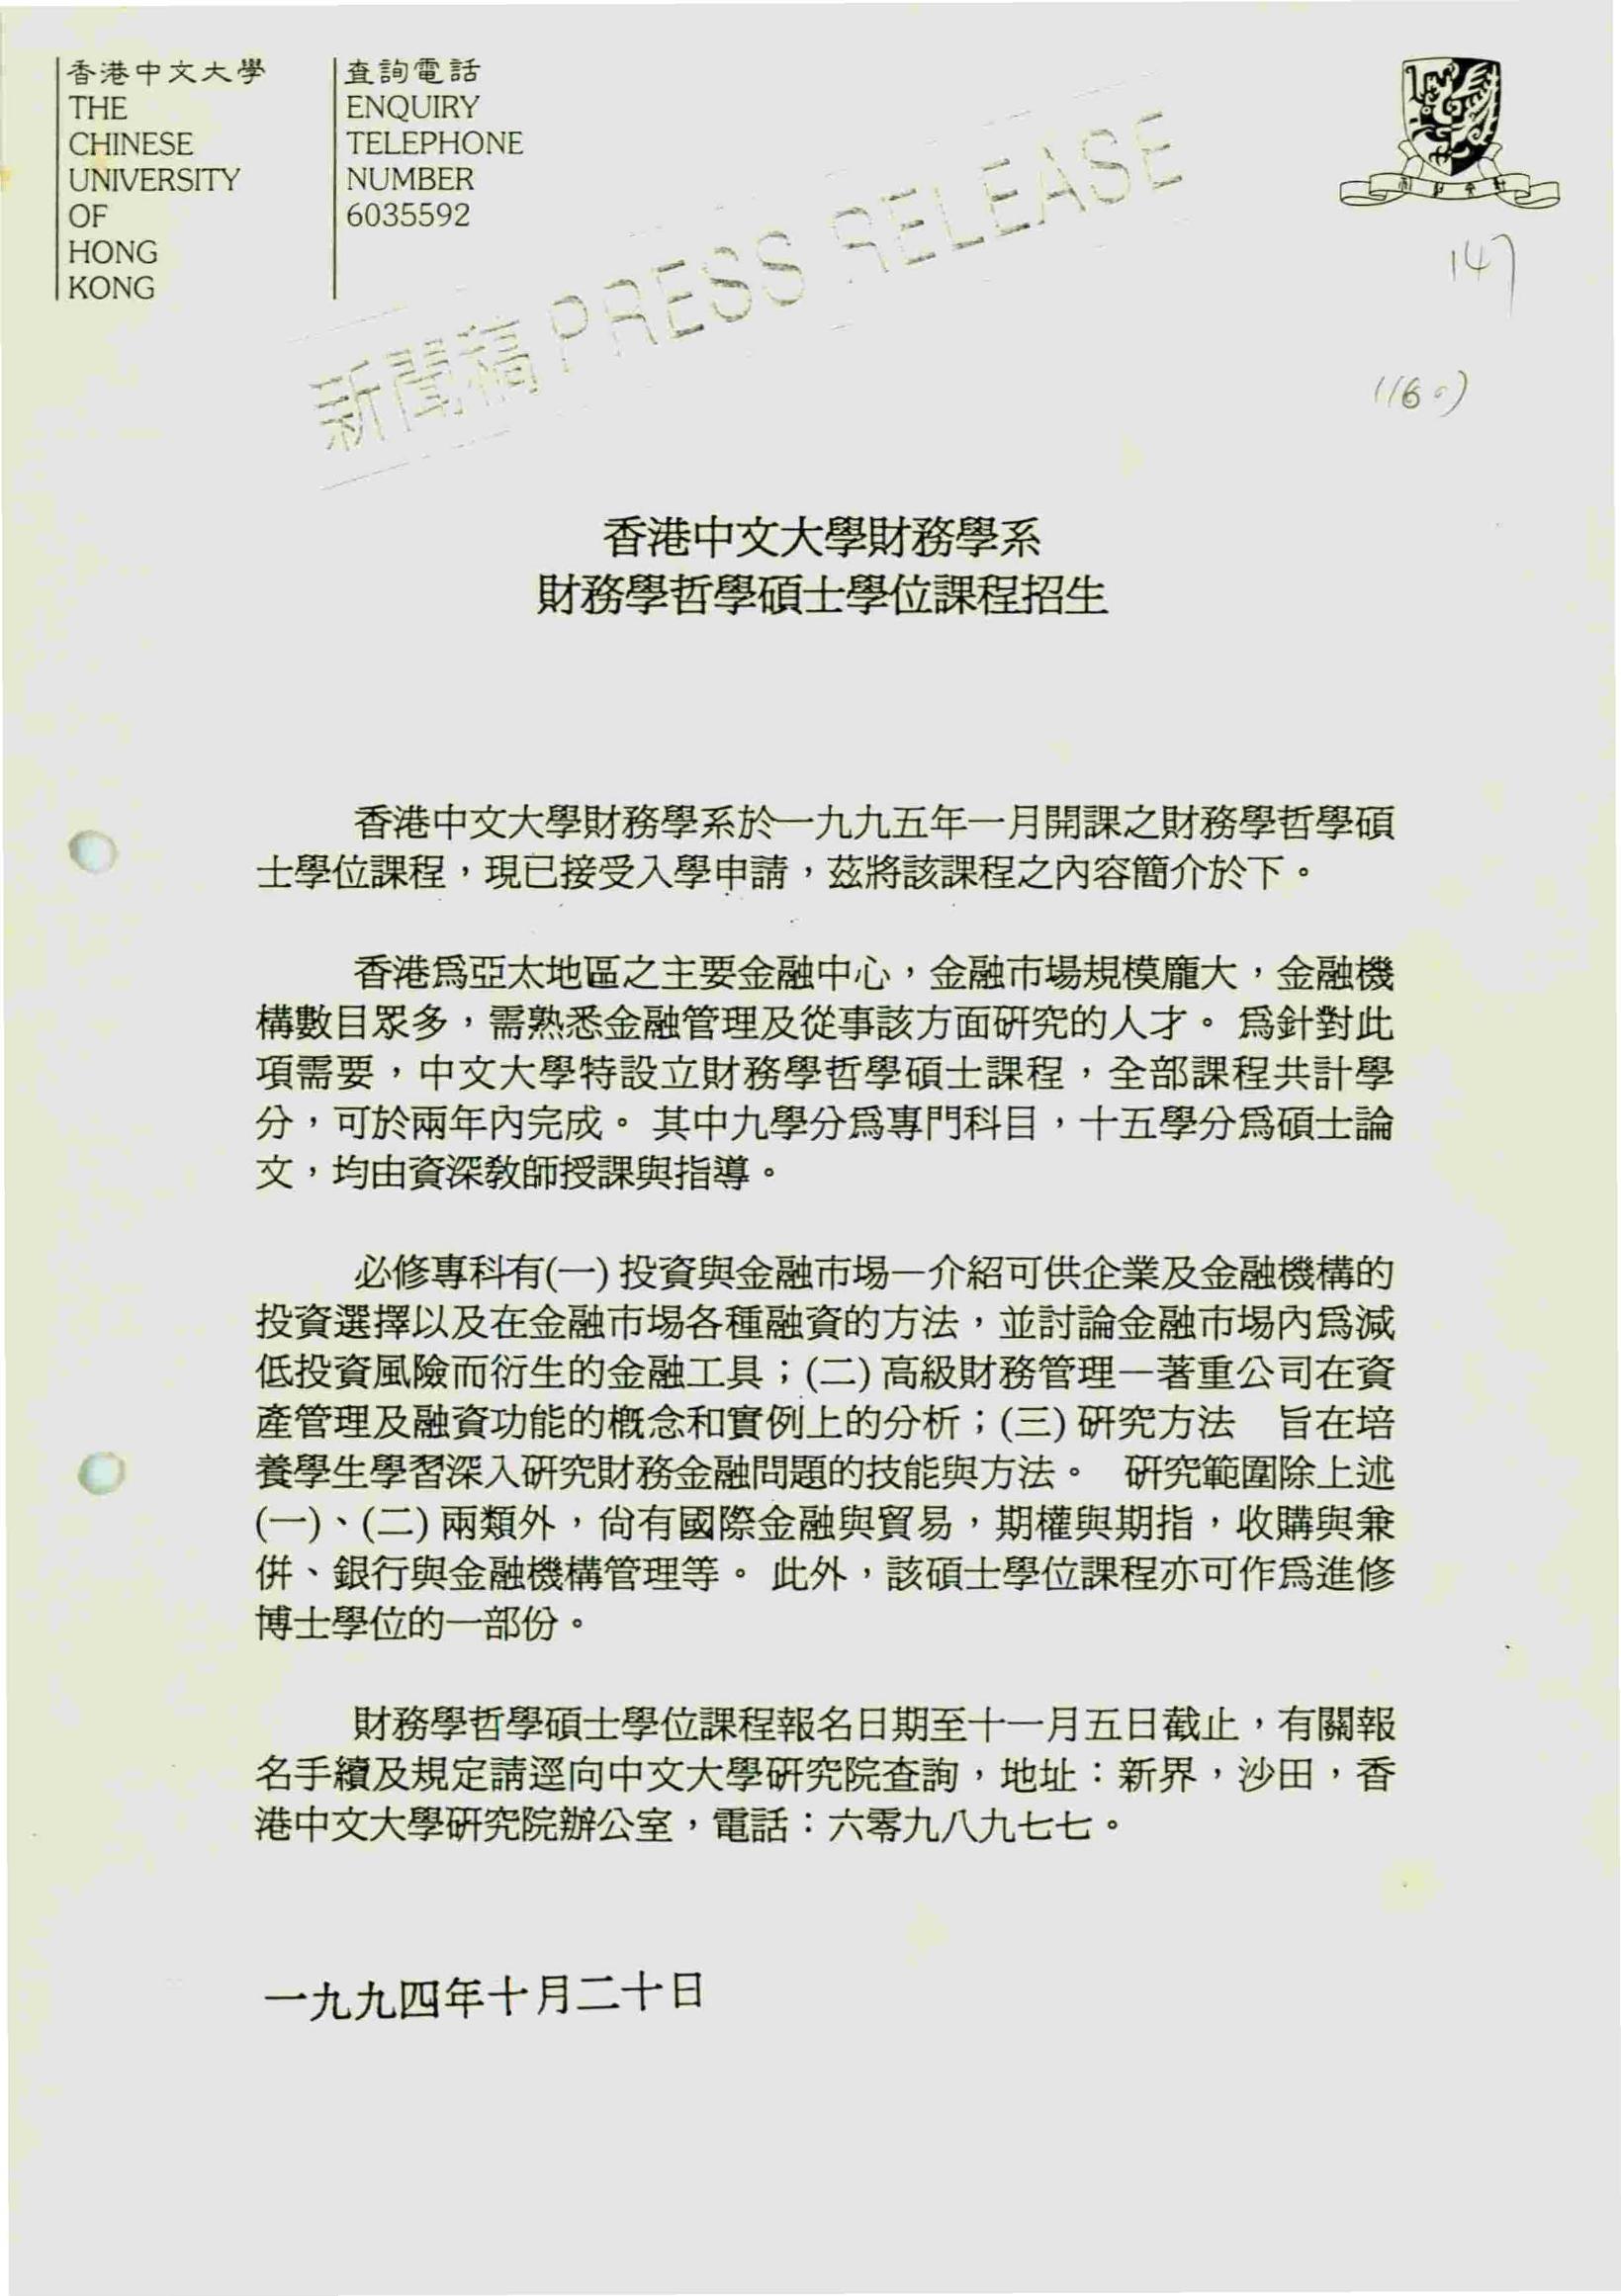 香港中文大學
THE
CHINESE
UNIVERSITY
OF
HONG
KONG
查詢電話
ENQUIRY
TELEPHONE
NUMBER
6035592
新聞稿 PRESS RELEASE
147
香港中文大學財務學系
財務學哲學碩士學位課程招生
香港中文大學財務學系於一九九五年一月開課之財務學哲學碩
士學位課程，現已接受入學申請，茲將該課程之內容簡介於下。
香港爲亞太地區之主要金融中心，金融市場規模龐大，金融機
構數目眾多，需熟悉金融管理及從事該方面研究的人才。 爲針對此
項需要，中文大學特設立財務學哲學碩士課程，全部課程共計學
分，可於兩年內完成。 其中九學分爲專門科目，十五學分爲碩士論
文，均由資深教師授課與指導。
必修專科有(一) 投資與金融市場—介紹可供企業及金融機構的
投資選擇以及在金融市場各種融資的方法，並討論金融市場內爲減
低投資風險而衍生的金融工具；(二) 高級財務管理—著重公司在資
產管理及融資功能的概念和實例上的分析；(三) 研究方法　旨在培
養學生學習深入研究財務金融問題的技能與方法。　研究範圍除上述
(一)、(二) 兩類外，尙有國際金融與貿易，期權與期指，收購與兼
併、銀行與金融機構管理等。 此外，該碩士學位課程亦可作爲進修
博士學位的一部份。
財務學哲學碩士學位課程報名日期至十一月五日截止，有關報
名手續及規定請逕向中文大學研究院查詢，地址：新界，沙田，香
港中文大學研究院辦公室，電話：六零九八九七七。
一九九四年十月二十日